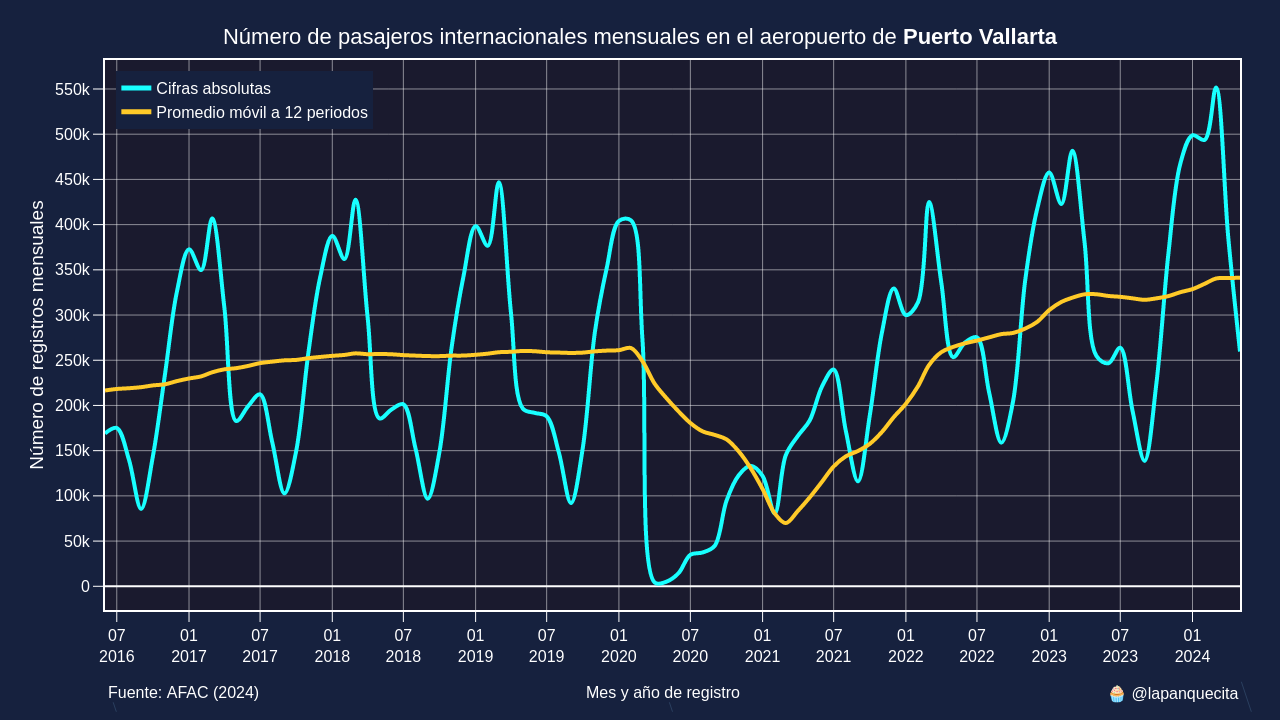 Número de pasajeros internacionales mensuales en el aeropuerto de Puerto Vallarta
Cifras absolutas
Promedio móvil a 12 periodos
Número de registros mensuales
550k
500k
450k
400k
350k
300k
250k
200k
150k
100k
50k
0
07 01 07 01 07 01 07 01 07 01 07 01 07 01 07 01
2016 2017 2017 2018 2018 2019 2019 2020 2020 2021 2021 2022 2022 2023 2023 2024
Fuente: AFAC (2024) Mes y año de registro 🧁 @lapanquecita